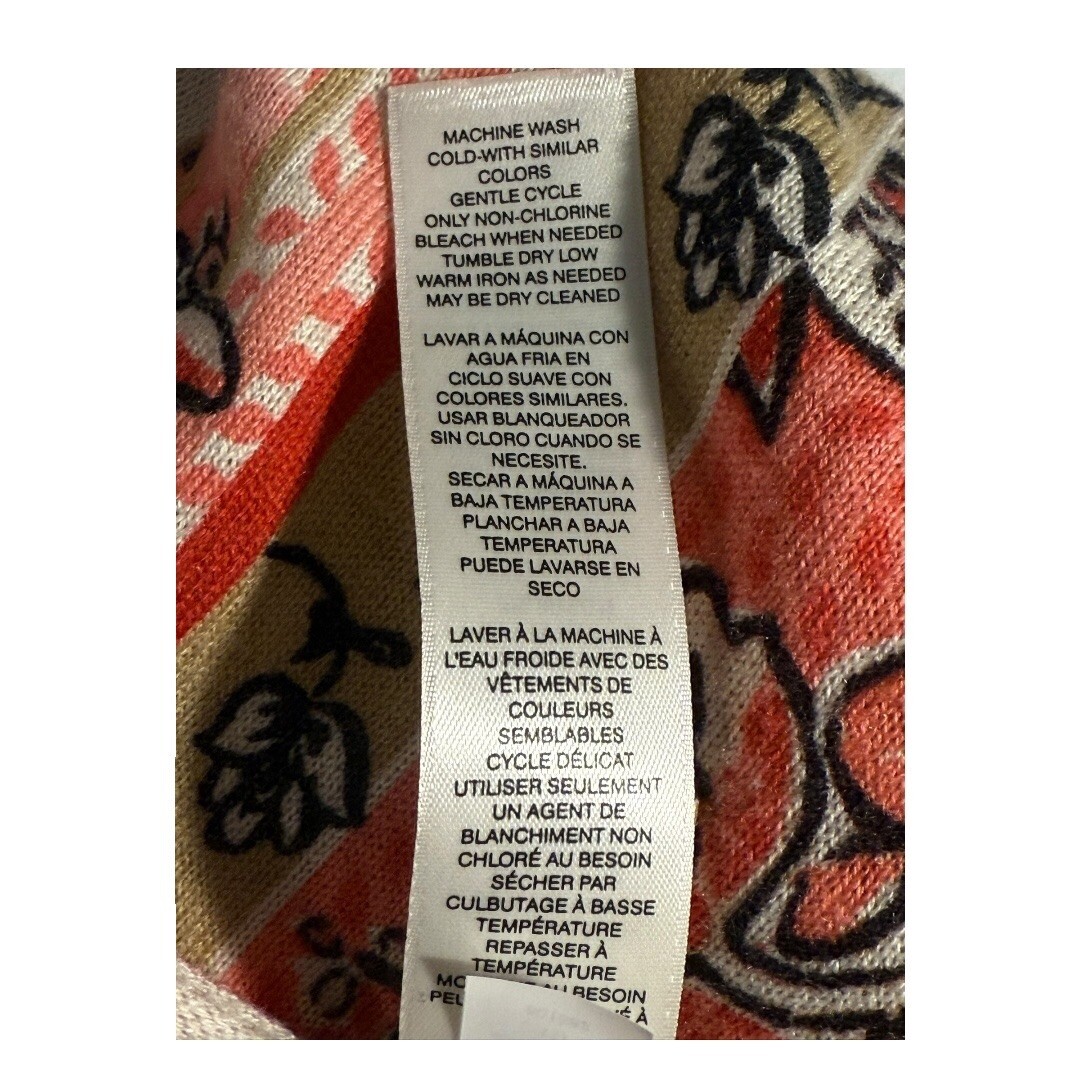 MACHINE WASH
COLD-WITH SIMILAR
COLORS
GENTLE CYCLE
ONLY NON-CHLORINE
BLEACH WHEN NEEDED
TUMBLE DRY LOW
WARM IRON AS NEEDED
MAY BE DRY CLEANED
LAVAR A MÁQUINA CON
AGUA FRIA EN
CICLO SUAVE CON
COLORES SIMILARES.
USAR BLANQUEADOR
SIN CLORO CUANDO SE
NECESITE.
SECAR A MÁQUINA A
BAJA TEMPERATURA
PLANCHAR A BAJA
TEMPERATURA
PUEDE LAVARSE EN
SECO
LAVER À LA MACHINE À
L'EAU FROIDE AVEC DES
VÊTEMENTS DE
COULEURS
SEMBLABLES
CYCLE DÉLICAT
UTILISER SEULEMENT
UN AGENT DE
BLANCHIMENT NON
CHLORÉ AU BESOIN
SÉCHER PAR
CULBUTAGE À BASSE
TEMPÉRATURE
REPASSER À
TEMPÉRATURE
AU BESOIN
À